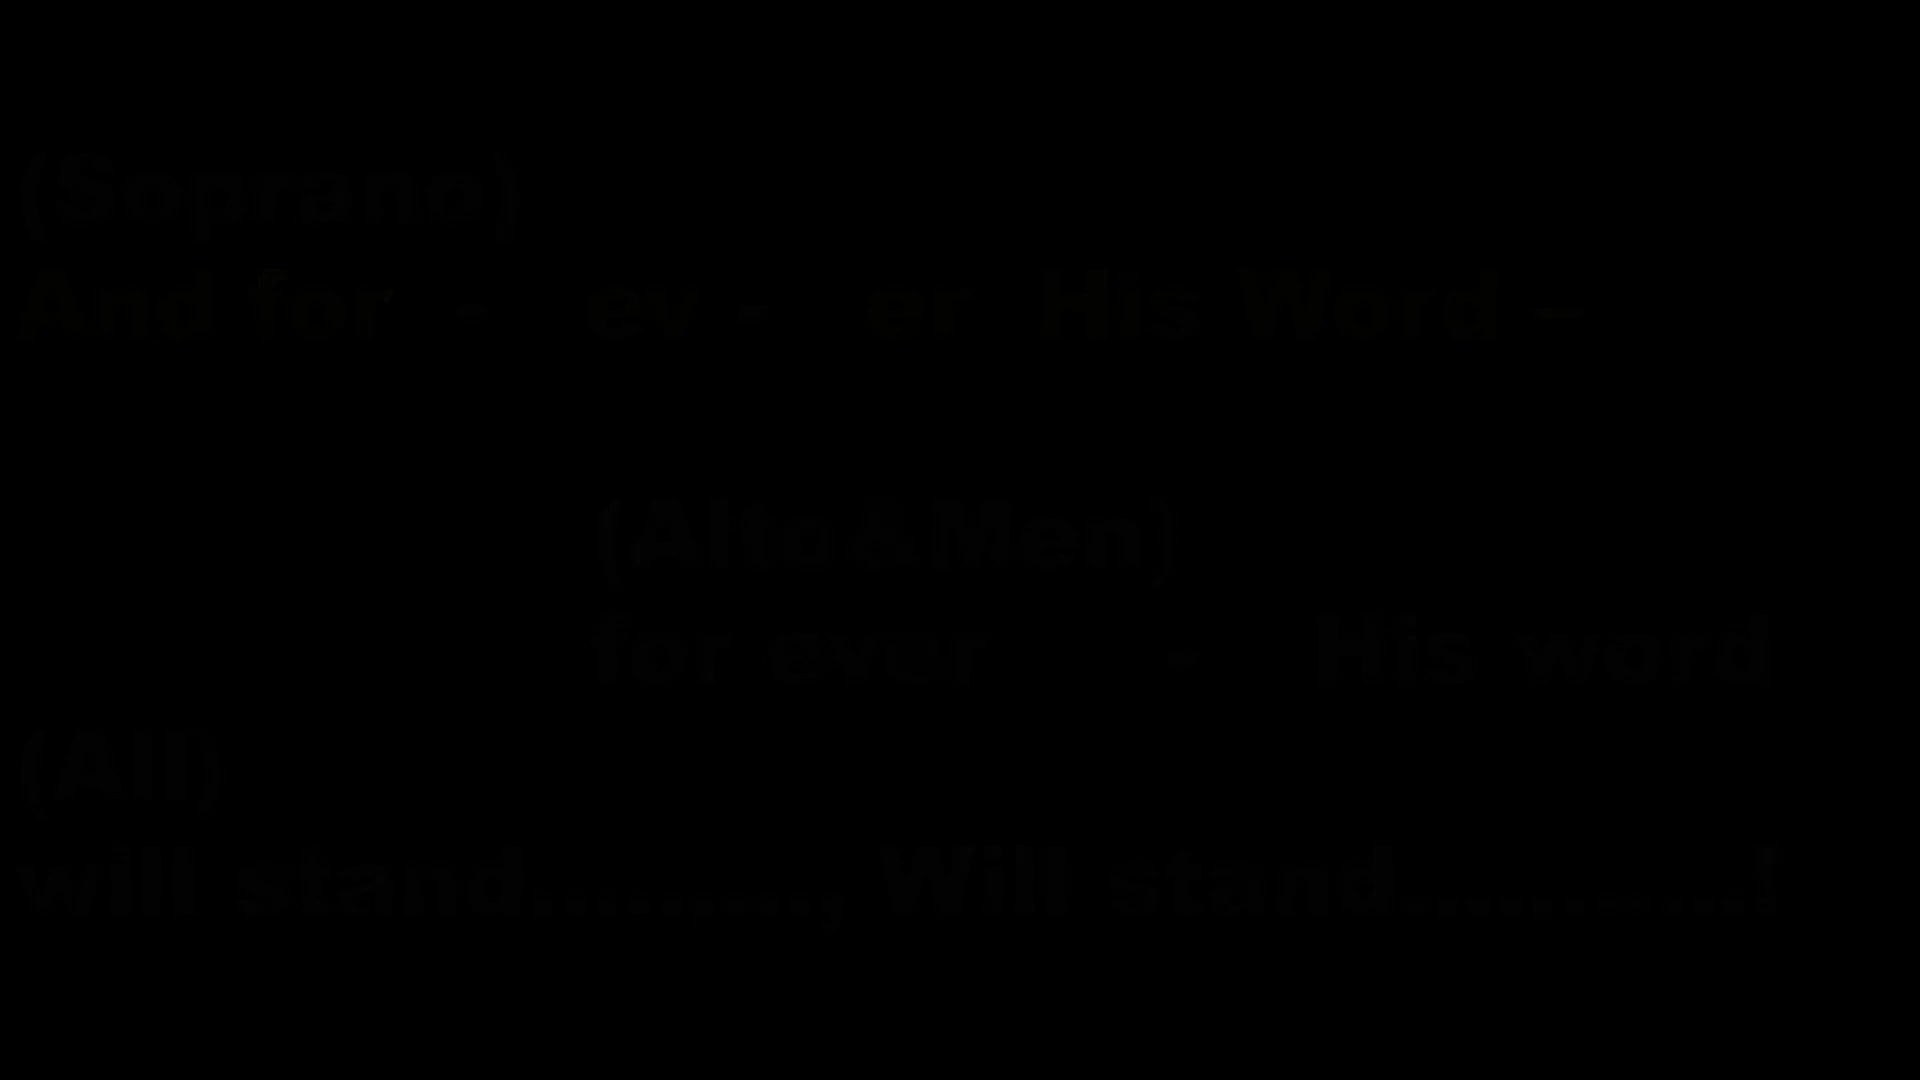 (Soprano)
And for - ev - er His Word –
(Alto&Men)
for ever - His word
(All)
will stand........., Will stand...........!